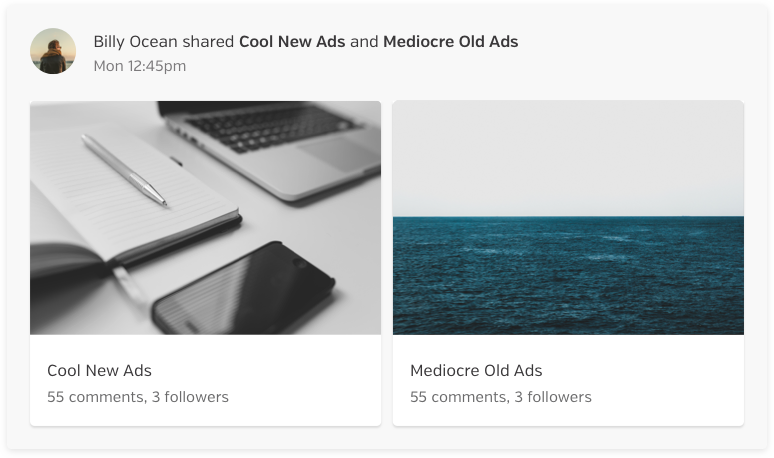 Billy Ocean shared Cool New Ads and Mediocre Old Ads
Mon 12:45pm
Cool New Ads
55 comments, 3 followers
Mediocre Old Ads
55 comments, 3 followers